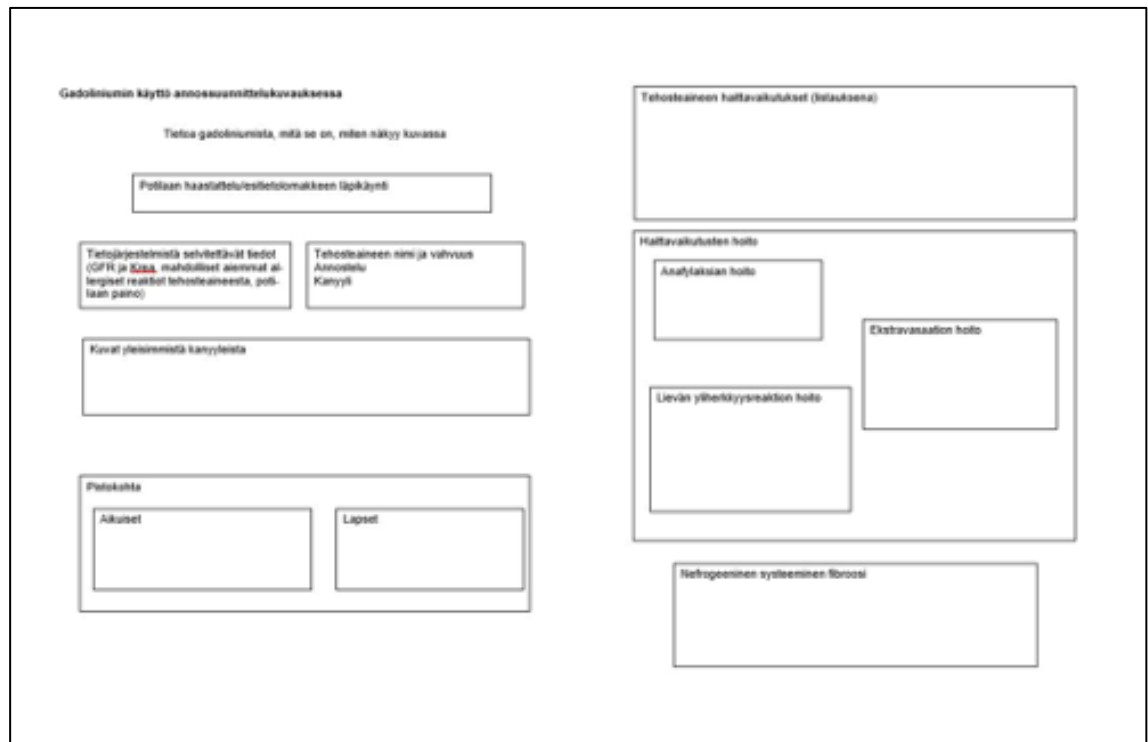 Gadoliniumin käyttö annossuunnittelukuvauksessa
Tietoa gadoliniumista, mitä se on, miten näkyy kuvassa
Potilaan haastattelu/esitietolomakkeen läpikäynti
Tietojärjestelmistä selvitettävät tiedot
(GFR ja Krea, mahdolliset aiemmat al-
lergiset reaktiot tehosteaineesta, poti-
laan paino)
Tehosteaineen nimi ja vahvuus
Annostelu
Kanyyli
Kuvat yleisimmistä kanyyleista
Pistokohta
Aikuiset
Lapset
Tehosteaineen haittavaikutukset (listauksena)
Haittavaikutusten hoito
Anafylaksian hoito
Ekstravasaation hoito
Lievän yliherkkyysreaktion hoito
Nefrogeeninen systeeminen fibroosi